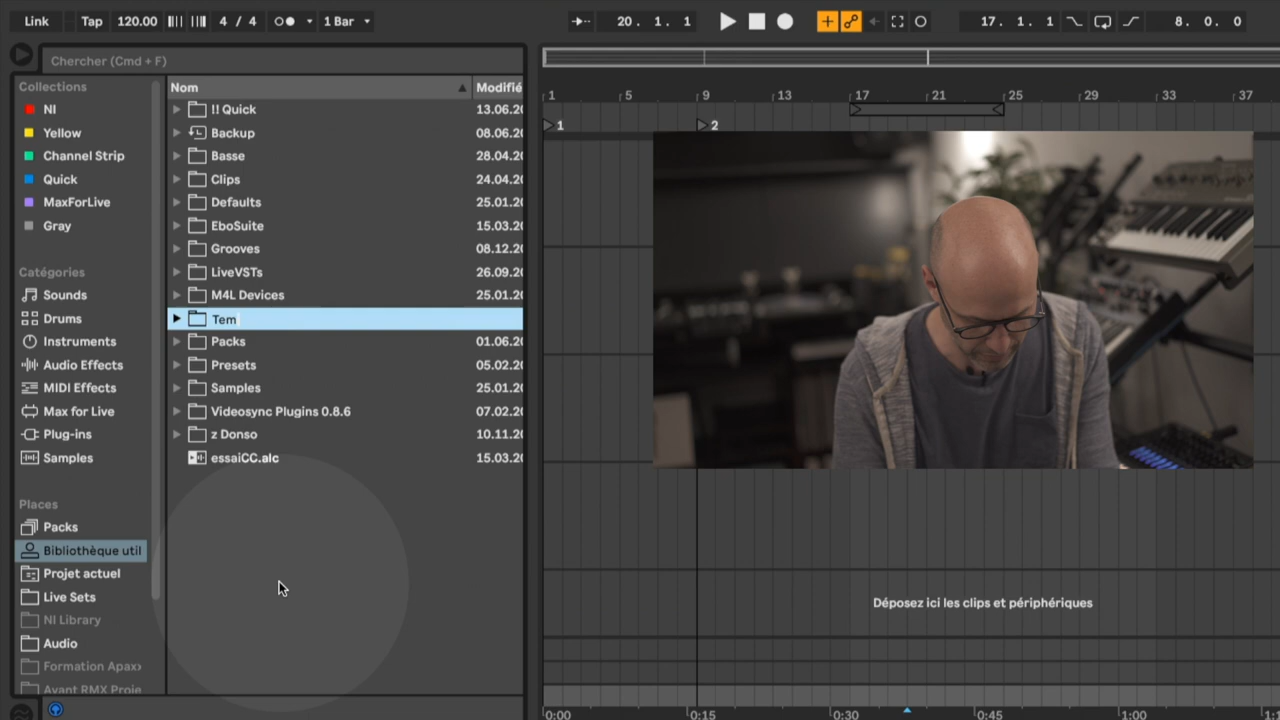 Link Tap 120.00 4 / 4 1 Bar 20. 1. 1 17. 1. 1 8. 0. 0
Chercher (Cmd + F)
Collections
NI
Yellow
Channel Strip
Quick
MaxForLive
Gray
Catégories
Sounds
Drums
Instruments
Audio Effects
MIDI Effects
Max for Live
Plug-ins
Samples
Places
Packs
Bibliothèque util
Projet actuel
Live Sets
NI Library
Audio
Formation Apax
Avant RMX Proje
Nom Modifié
!! Quick 13.06.20
Backup 08.06.20
Basse 28.04.20
Clips 24.04.20
Defaults 25.01.20
EboSuite 15.03.20
Grooves 08.12.20
LiveVSTs 26.09.20
M4L Devices 25.01.20
Tem
Packs 01.06.20
Presets 05.02.20
Samples 25.01.20
Videosync Plugins 0.8.6 07.02.20
z Donso 10.11.20
essaiCC.alc 15.03.20
1 5 9 13 17 21 25 29 33 37
1 2
Déposez ici les clips et périphériques
0:00 0:15 0:30 0:45 1:00